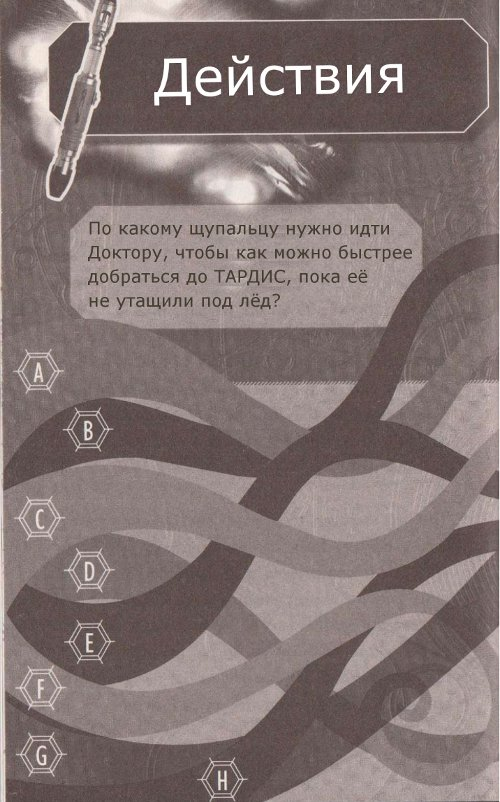 Действия
По какому щупальцу нужно идти
Доктору, чтобы как можно быстрее
добраться до ТАРДИС, пока её
не утащили под лёд?
A
B
C
D
E
F
G
H